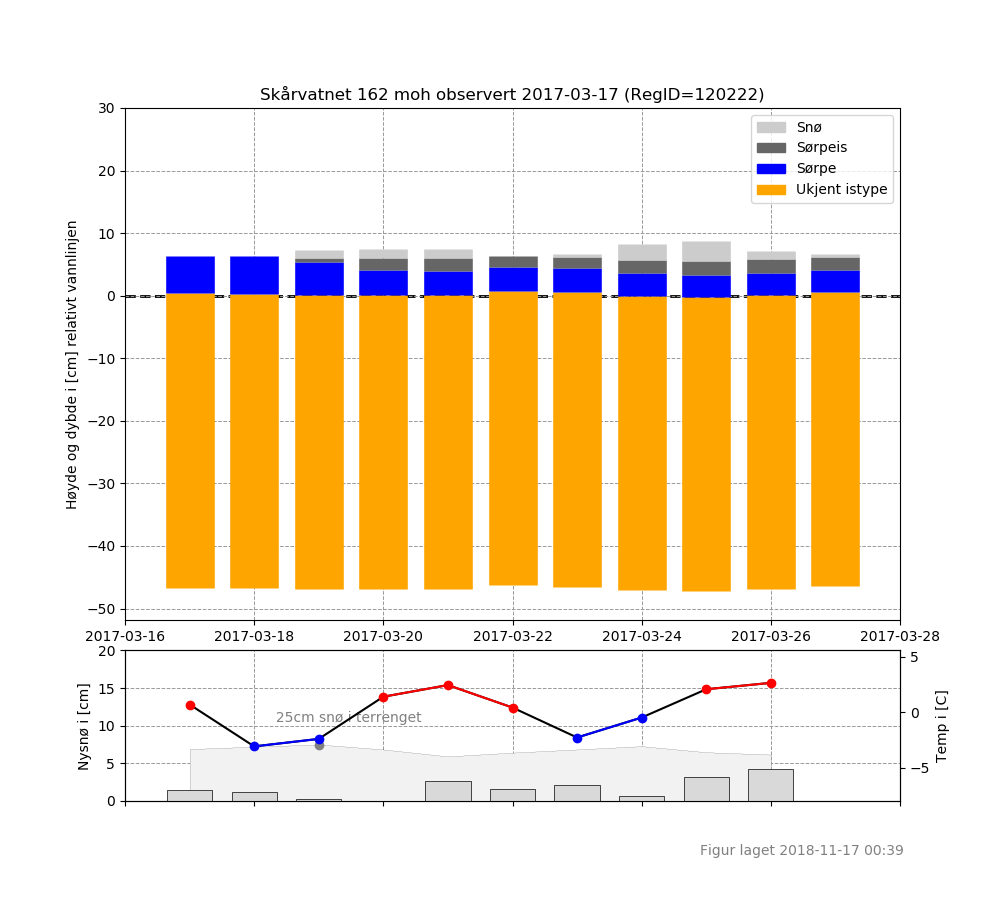 Skårvatnet 162 moh observert 2017-03-17 (RegID=120222)
Høyde og dybde i [cm] relativt vannlinjen
30
20
10
0
−10
−20
−30
−40
−50
Snø
Sørpeis
Sørpe
Ukjent istype
2017-03-16 2017-03-18 2017-03-20 2017-03-22 2017-03-24 2017-03-26 2017-03-28
Nysnø i [cm]
20
15
10
5
0
25cm snø i terrenget
5
0
−5
Temp i [C]
Figur laget 2018-11-17 00:39